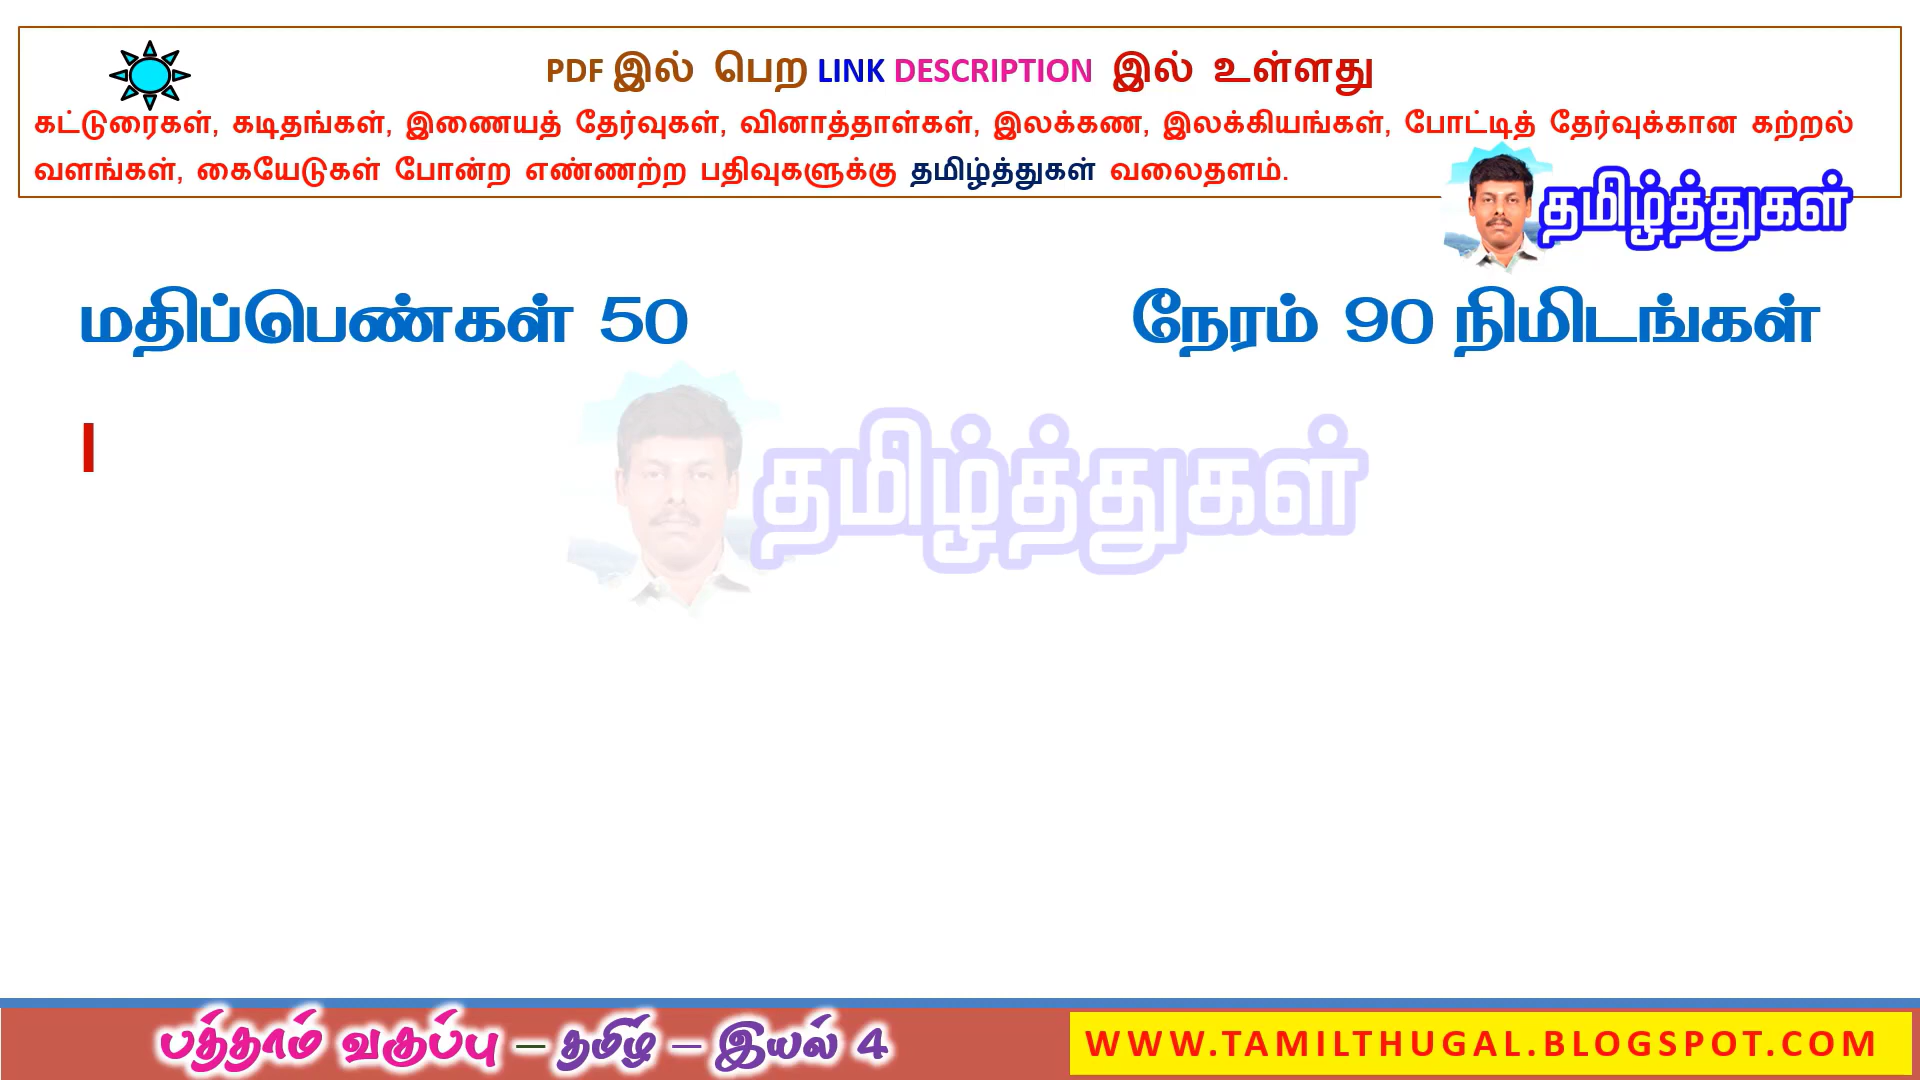 PDF இல் பெற LINK DESCRIPTION இல் உள்ளது
கட்டுரைகள், கடிதங்கள், இணையத் தேர்வுகள், வினாத்தாள்கள், இலக்கண, இலக்கியங்கள், போட்டித் தேர்வுக்கான கற்றல்
வளங்கள், கையேடுகள் போன்ற எண்ணற்ற பதிவுகளுக்கு தமிழ்த்துகள் வலைதளம்.
தமிழ்த்துகள்
மதிப்பெண்கள் 50 நேரம் 90 நிமிடங்கள்
I
தமிழ்த்துகள்
பத்தாம் வகுப்பு – தமிழ் – இயல் 4
WWW.TAMILTHUGAL.BLOGSPOT.COM